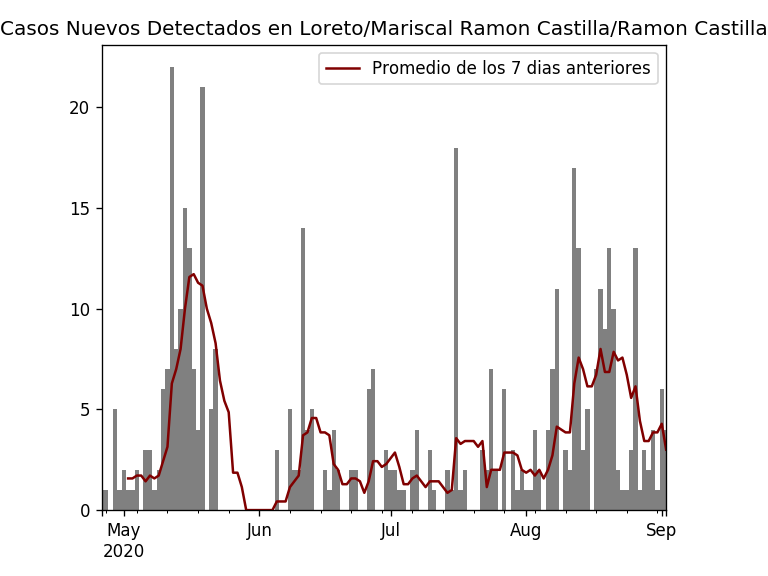 Casos Nuevos Detectados en Loreto/Mariscal Ramon Castilla/Ramon Castilla
Promedio de los 7 dias anteriores
20
15
10
5
0
May Jun Jul Aug Sep
2020